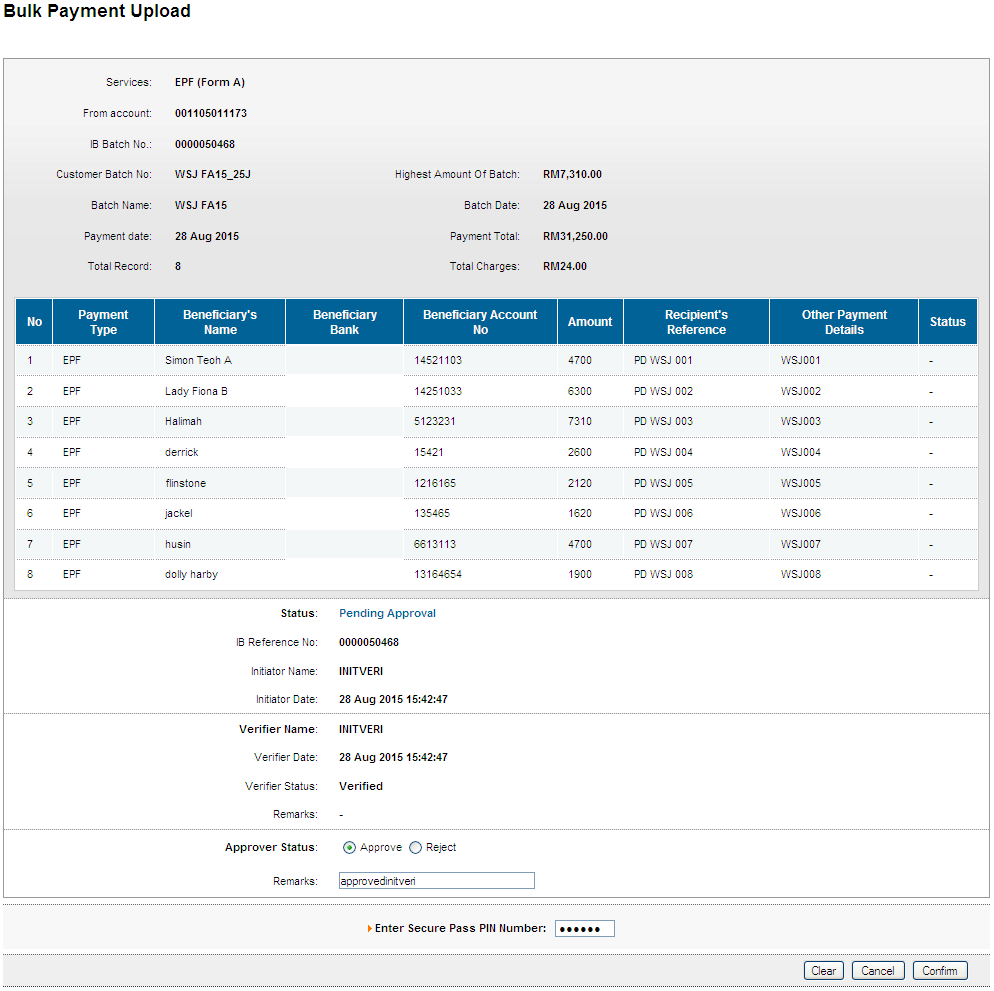 Bulk Payment Upload
Services: EPF (Form A)
From account: 001105011173
IB Batch No.: 0000050468
Customer Batch No: WSJ FA15_25J Highest Amount Of Batch: RM7,310.00
Batch Name: WSJ FA15 Batch Date: 28 Aug 2015
Payment date: 28 Aug 2015 Payment Total: RM31,250.00
Total Record: 8 Total Charges: RM24.00
No Payment Type Beneficiary's Name Beneficiary Bank Beneficiary Account No Amount Recipient's Reference Other Payment Details Status
1 EPF Simon Teoh A 14521103 4700 PD WSJ 001 WSJ001 -
2 EPF Lady Fiona B 14251033 6300 PD WSJ 002 WSJ002 -
3 EPF Halimah 5123231 7310 PD WSJ 003 WSJ003 -
4 EPF derrick 15421 2600 PD WSJ 004 WSJ004 -
5 EPF flinstone 1216165 2120 PD WSJ 005 WSJ005 -
6 EPF jackel 135465 1620 PD WSJ 006 WSJ006 -
7 EPF husin 6613113 4700 PD WSJ 007 WSJ007 -
8 EPF dolly harby 13164654 1900 PD WSJ 008 WSJ008 -
Status: Pending Approval
IB Reference No: 0000050468
Initiator Name: INITVERI
Initiator Date: 28 Aug 2015 15:42:47
Verifier Name: INITVERI
Verifier Date: 28 Aug 2015 15:42:47
Verifier Status: Verified
Remarks: -
Approver Status: Approve Reject
Remarks: approvedinitveri
Enter Secure Pass PIN Number: ••••••
Clear Cancel Confirm